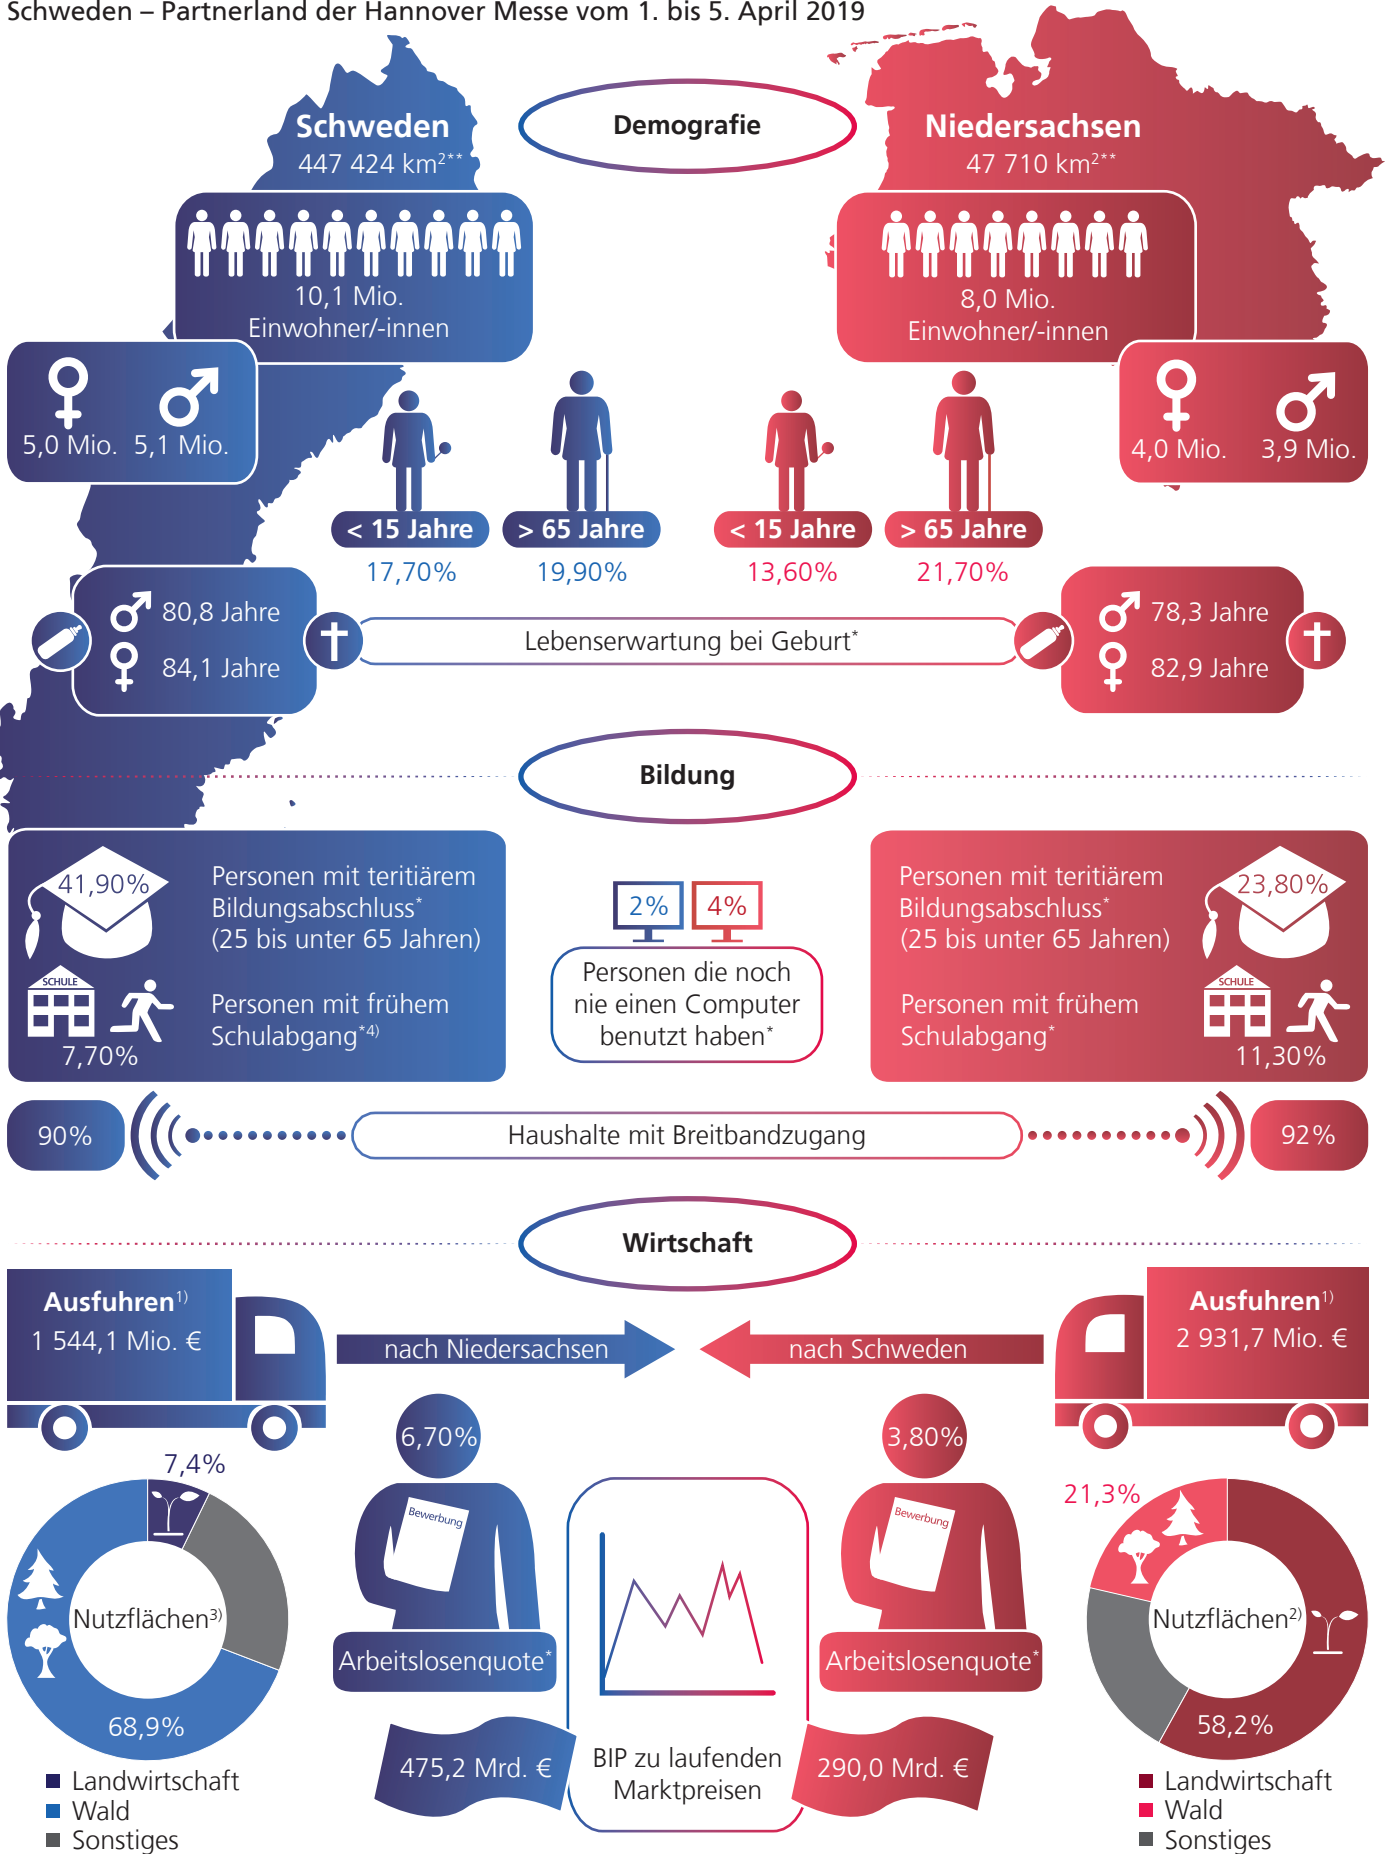 Schweden – Partnerland der Hannover Messe vom 1. bis 5. April 2019
Demografie
Schweden
447 424 km²**
10,1 Mio.
Einwohner/-innen
5,0 Mio. 5,1 Mio.
Niedersachsen
47 710 km²**
8,0 Mio.
Einwohner/-innen
4,0 Mio. 3,9 Mio.
< 15 Jahre
17,70%
> 65 Jahre
19,90%
< 15 Jahre
13,60%
> 65 Jahre
21,70%
80,8 Jahre
84,1 Jahre
Lebenserwartung bei Geburt*
78,3 Jahre
82,9 Jahre
Bildung
41,90%
Personen mit teritiärem
Bildungsabschluss*
(25 bis unter 65 Jahren)
SCHULE
7,70%
Personen mit frühem
Schulabgang*4)
2% 4%
Personen die noch
nie einen Computer
benutzt haben*
Personen mit teritiärem
Bildungsabschluss*
(25 bis unter 65 Jahren)
23,80%
Personen mit frühem
Schulabgang*
SCHULE
11,30%
90%
Haushalte mit Breitbandzugang
92%
Wirtschaft
Ausfuhren1)
1 544,1 Mio. €
nach Niedersachsen
nach Schweden
Ausfuhren1)
2 931,7 Mio. €
6,70%
Bewerbung
Arbeitslosenquote*
3,80%
Bewerbung
Arbeitslosenquote*
7,4%
Nutzflächen3)
68,9%
Landwirtschaft
Wald
Sonstiges
475,2 Mrd. €
BIP zu laufenden
Marktpreisen
290,0 Mrd. €
21,3%
Nutzflächen2)
58,2%
Landwirtschaft
Wald
Sonstiges